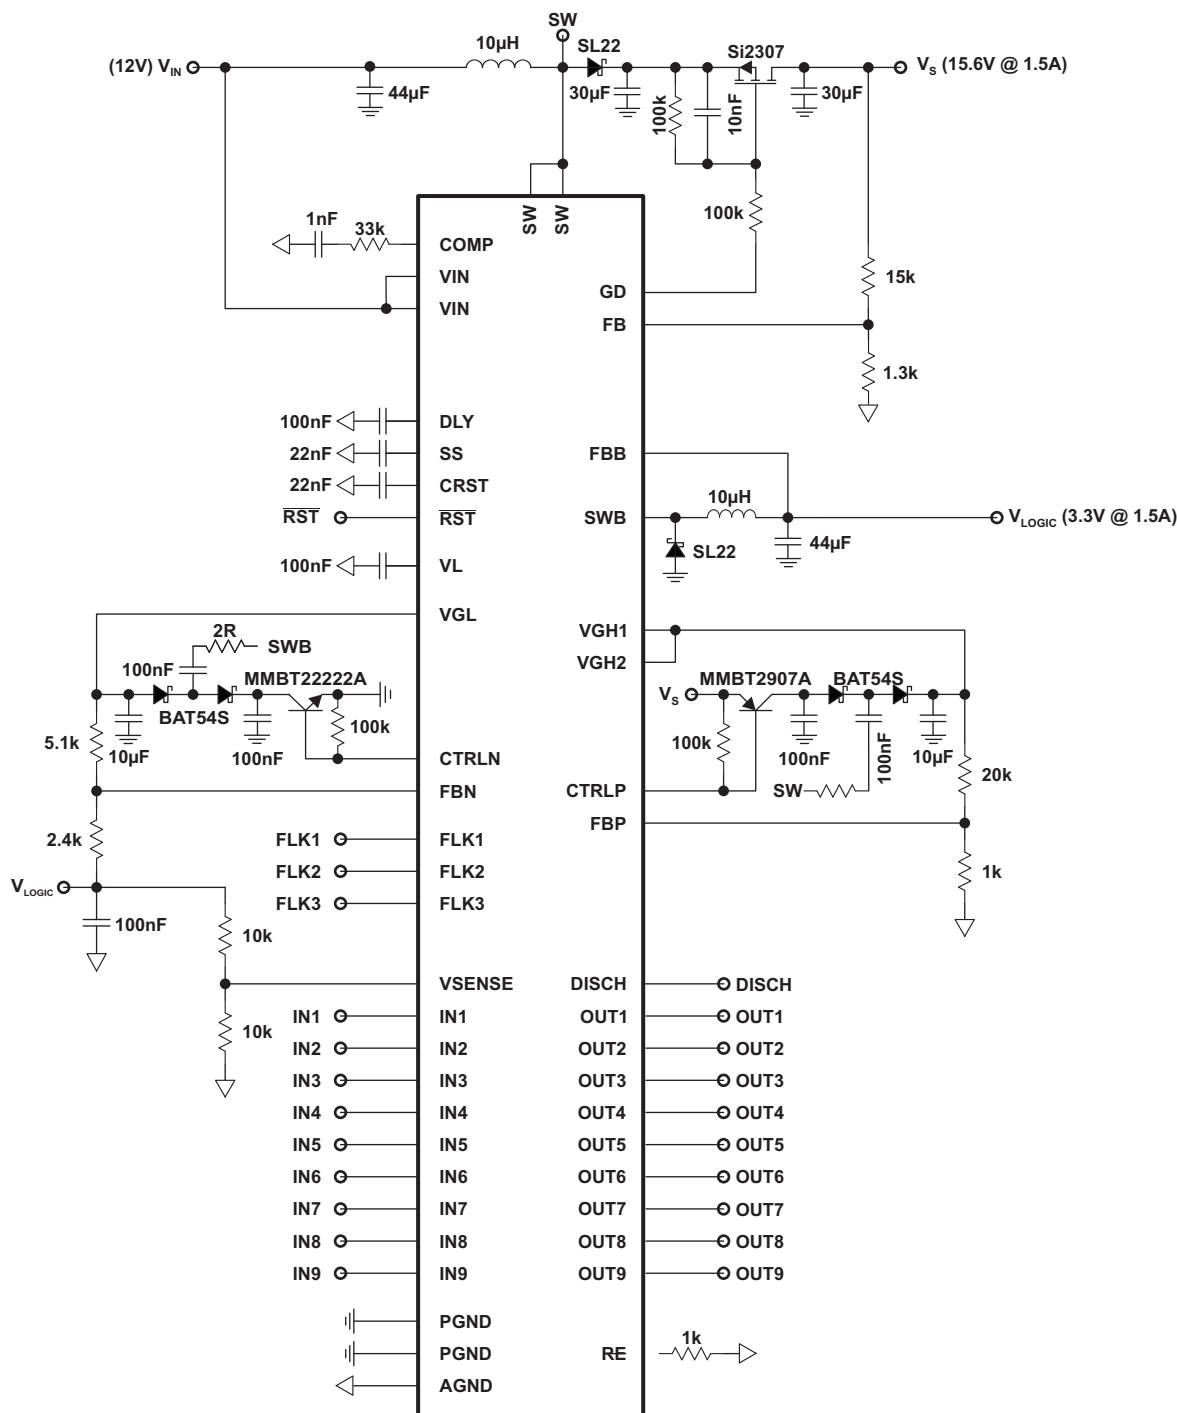 SW
10µH
SL22
Si2307
(12V) VIN
VS (15.6V @ 1.5A)
44µF
30µF
100k
10nF
30µF
SW
SW
100k
1nF
33k
COMP
VIN
VIN
GD
15k
FB
1.3k
100nF
DLY
22nF
SS
FBB
22nF
CRST
10µH
RST
RST
SWB
VLOGIC (3.3V @ 1.5A)
44µF
SL22
100nF
VL
VGL
VGH1
2R
SWB
VGH2
100nF
MMBT22222A
MMBT2907A
BAT54S
VS
BAT54S
100k
5.1k
10µF
100nF
100k
100nF
100nF
10µF
CTRLN
20k
FBN
CTRLP
SW
FBP
2.4k
FLK1
FLK1
FLK2
FLK2
1k
VLOGIC
FLK3
FLK3
100nF
10k
VSENSE
DISCH
DISCH
IN1
IN1
OUT1
OUT1
10k
IN2
IN2
OUT2
OUT2
IN3
IN3
OUT3
OUT3
IN4
IN4
OUT4
OUT4
IN5
IN5
OUT5
OUT5
IN6
IN6
OUT6
OUT6
IN7
IN7
OUT7
OUT7
IN8
IN8
OUT8
OUT8
IN9
IN9
OUT9
OUT9
PGND
1k
PGND
RE
AGND